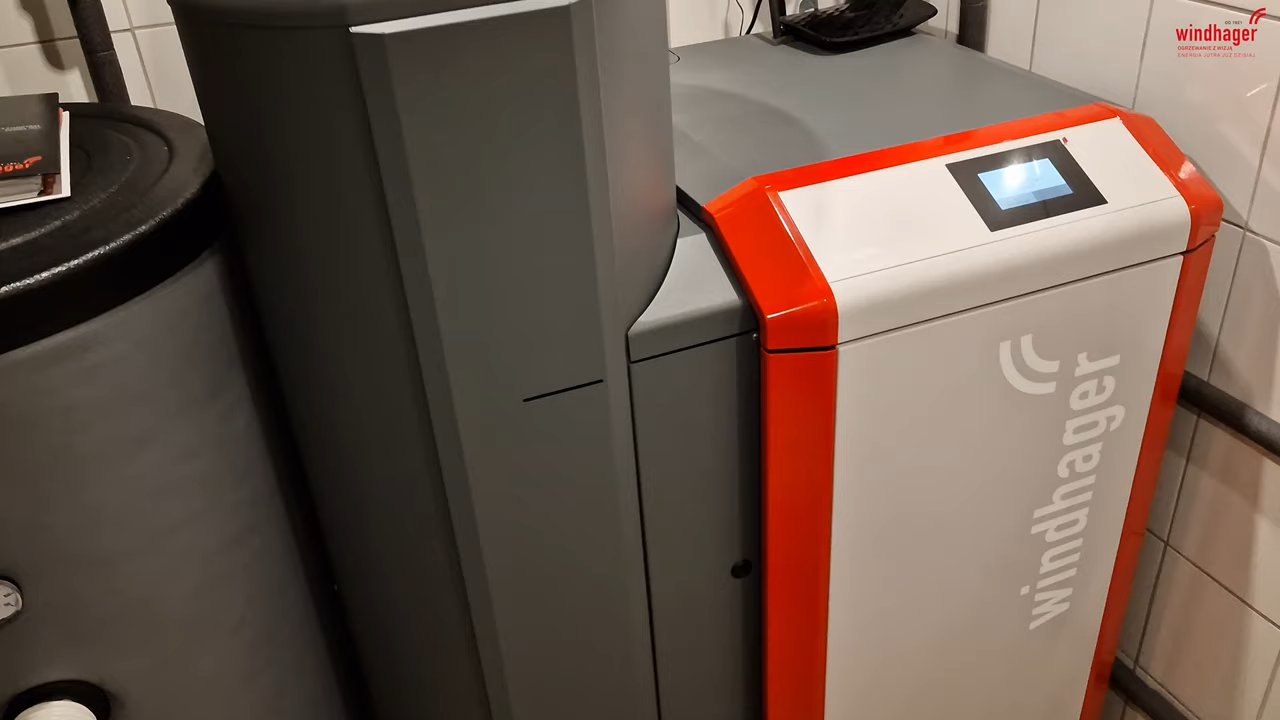 OD 1921
windhager
OGRZEWANIE Z WIZJĄ
ENERGIA JUTRA JUŻ DZISIAJ
windhager